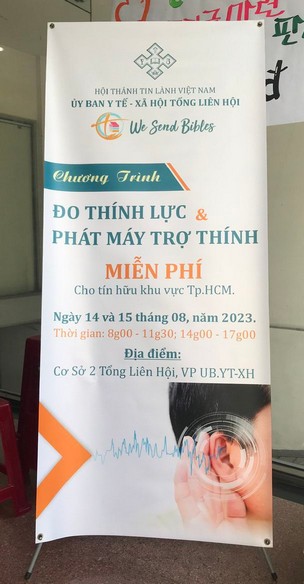 HỘI THÁNH TIN LÀNH VIỆT NAM
ỦY BAN Y TẾ - XÃ HỘI TỔNG LIÊN HỘI
We Send Bibles
Chương Trình
ĐO THÍNH LỰC &
PHÁT MÁY TRỢ THÍNH
MIỄN PHÍ
Cho tín hữu khu vực Tp.HCM.
Ngày 14 và 15 tháng 08, năm 2023.
Thời gian: 8g00 - 11g30; 14g00 - 17g00
Địa điểm:
Cơ Sở 2 Tổng Liên Hội, VP UB.YT-XH